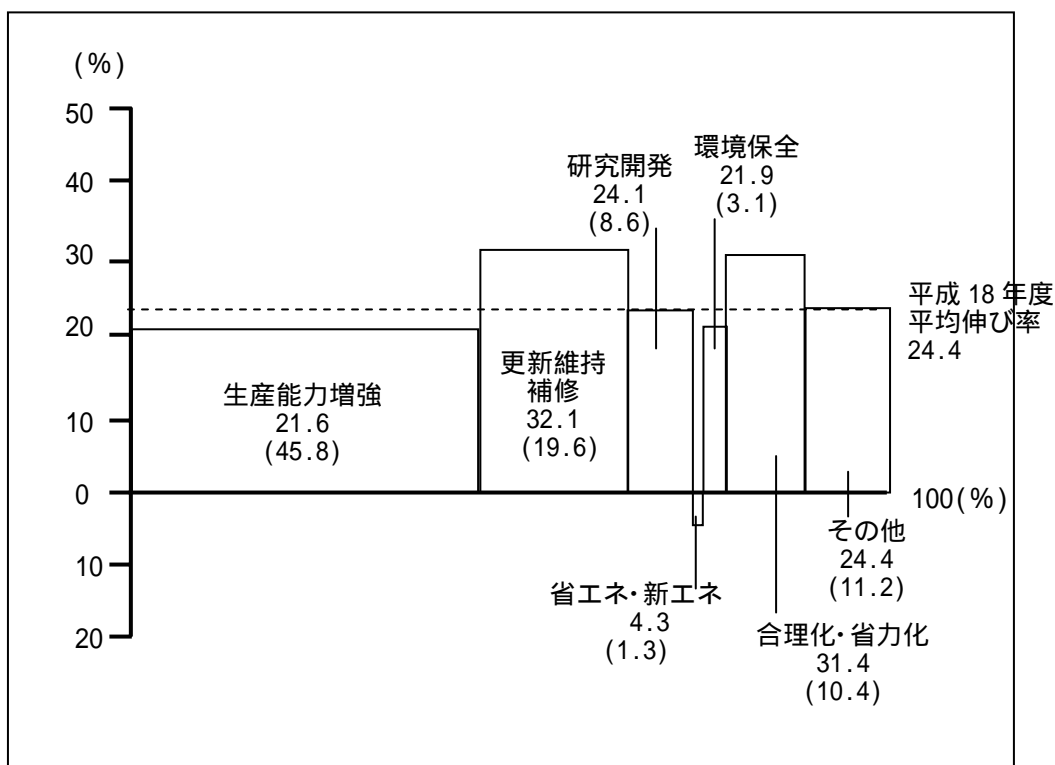 (%)
50
40
30
20
10
0
10
20
生産能力増強
21.6
(45.8)
更新維持
補修
32.1
(19.6)
研究開発
24.1
(8.6)
環境保全
21.9
(3.1)
平成 18 年度
平均伸び率
24.4
100(%)
省エネ・新エネ
4.3
(1.3)
合理化・省力化
31.4
(10.4)
その他
24.4
(11.2)